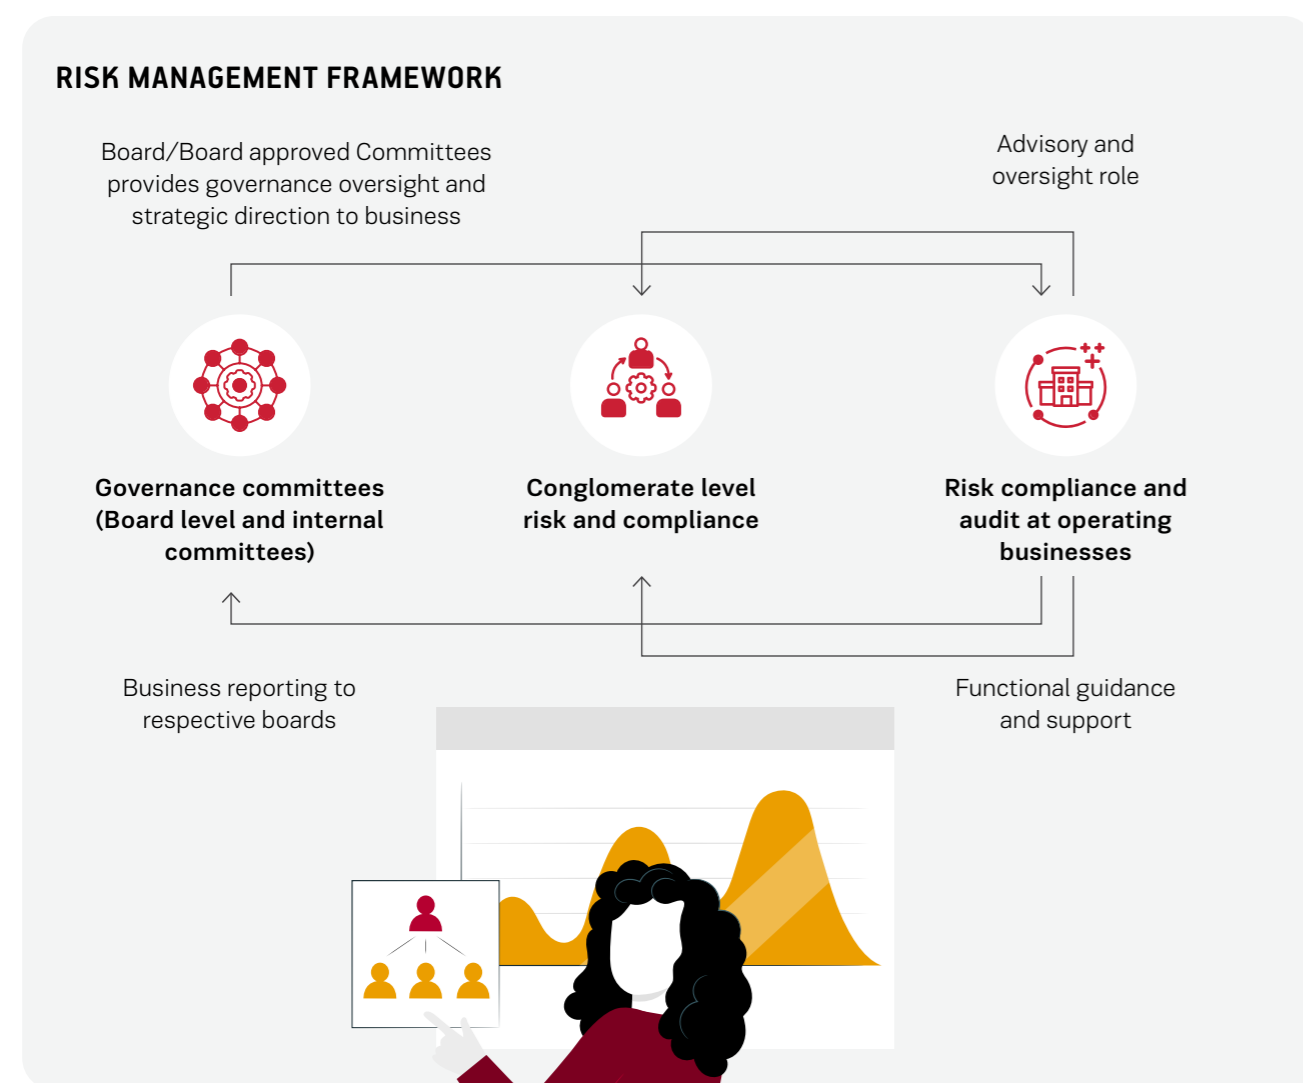 RISK MANAGEMENT FRAMEWORK
Board/Board approved Committees
provides governance oversight and
strategic direction to business
Advisory and
oversight role
Governance committees
(Board level and internal
committees)
Conglomerate level
risk and compliance
Risk compliance and
audit at operating
businesses
Business reporting to
respective boards
Functional guidance
and support